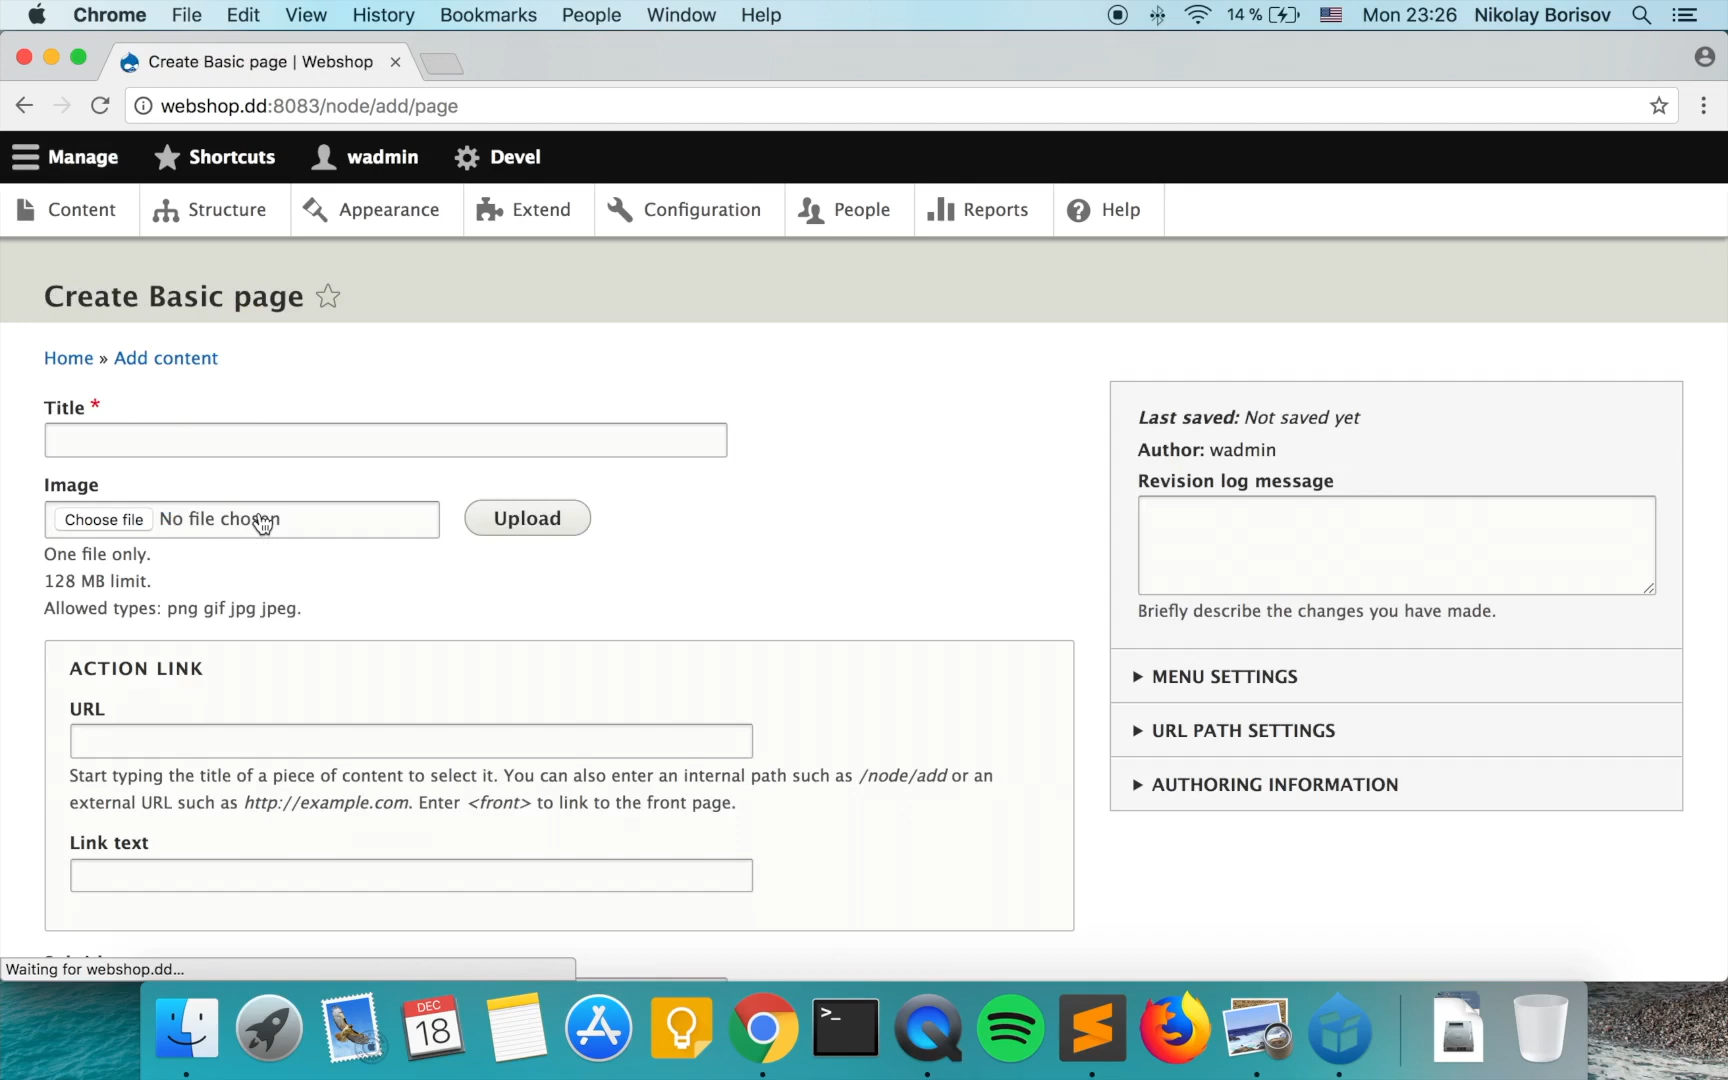 Chrome File Edit View History Bookmarks People Window Help 14 % Mon 23:26 Nikolay Borisov
Create Basic page | Webshop
webshop.dd:8083/node/add/page
Manage Shortcuts wadmin Devel
Content Structure Appearance Extend Configuration People Reports Help
Create Basic page
Home » Add content
Title *
Image
Choose file No file chosen Upload
One file only.
128 MB limit.
Allowed types: png gif jpg jpeg.
ACTION LINK
URL
Start typing the title of a piece of content to select it. You can also enter an internal path such as /node/add or an
external URL such as http://example.com. Enter <front> to link to the front page.
Link text
Last saved: Not saved yet
Author: wadmin
Revision log message
Briefly describe the changes you have made.
MENU SETTINGS
URL PATH SETTINGS
AUTHORING INFORMATION
Waiting for webshop.dd...
DEC
18